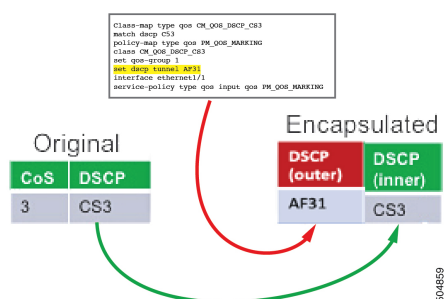 Class-map type qos CM_QOS_DSCP_CS3
match dscp C53
policy-map type qos PM_QOS_MARKING
class CM_QOS_DSCP_CS3
set qos-group 1
set dscp tunnel AF31
interface ethernet1/1
service-policy type qos input qos PM_QOS_MARKING
Original
CoS DSCP
3 CS3
Encapsulated
DSCP (outer) DSCP (inner)
AF31 CS3